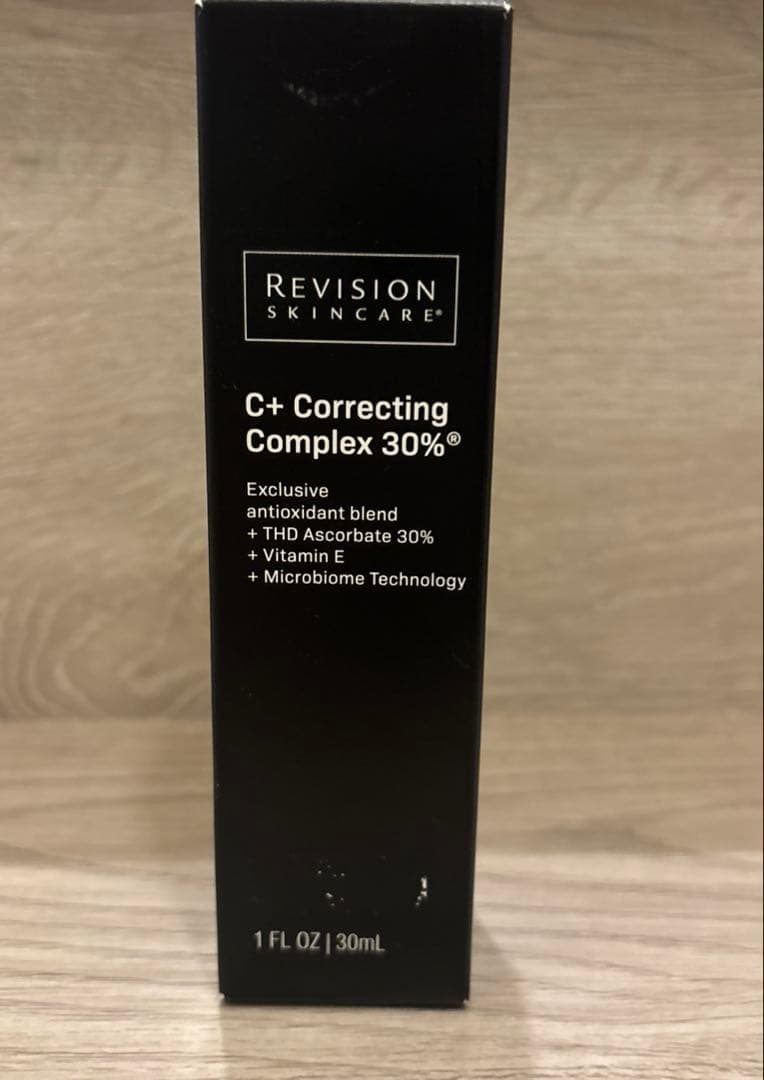 REVISION
SKINCARE®
C+ Correcting
Complex 30%®
Exclusive
antioxidant blend
+ THD Ascorbate 30%
+ Vitamin E
+ Microbiome Technology
1 FL OZ | 30mL